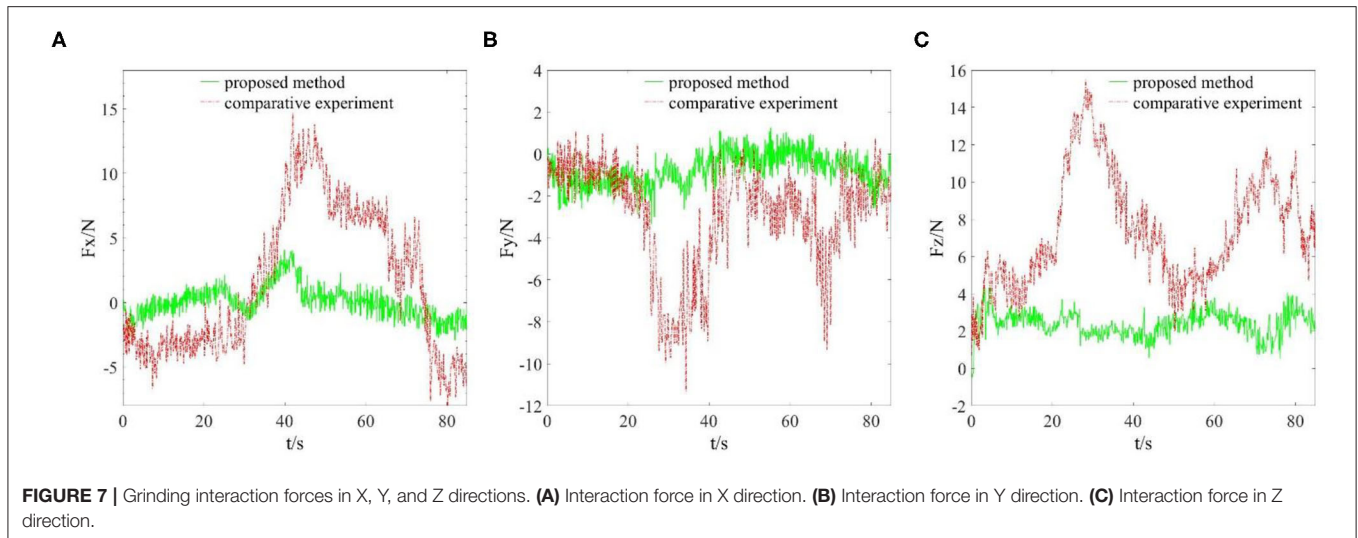 A
B
C
proposed method
comparative experiment
15
10
5
0
-5
0
20
40
60
80
Fx/N
t/s
proposed method
comparative experiment
4
2
0
-2
-4
-6
-8
-10
-12
0
20
40
60
80
Fy/N
t/s
proposed method
comparative experiment
16
14
12
10
8
6
4
2
0
-2
0
20
40
60
80
Fz/N
t/s
FIGURE 7 | Grinding interaction forces in X, Y, and Z directions. (A) Interaction force in X direction. (B) Interaction force in Y direction. (C) Interaction force in Z
direction.